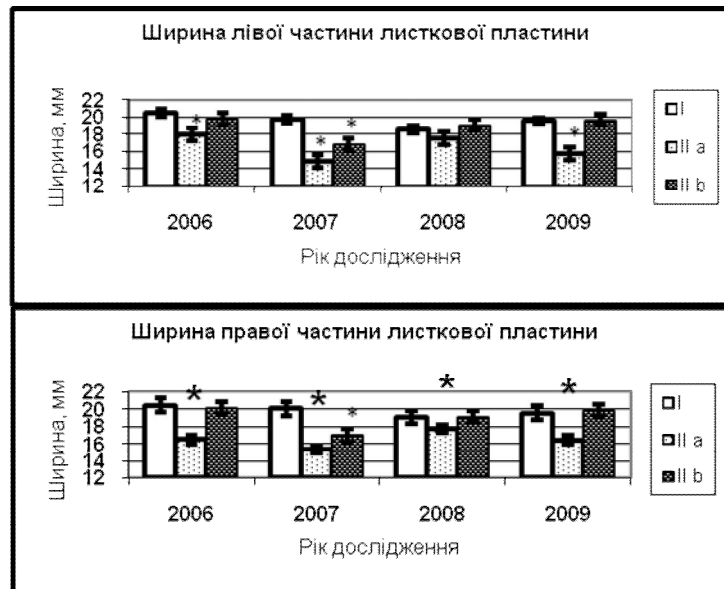 Ширина лівої частини листкової пластини
Ширина, мм
22
20
18
16
14
12
* * * *
2006 2007 2008 2009
Рік дослідження
I
II a
II b
Ширина правої частини листкової пластини
Ширина, мм
22
20
18
16
14
12
* * * * *
2006 2007 2008 2009
Рік дослідження
I
II a
II b